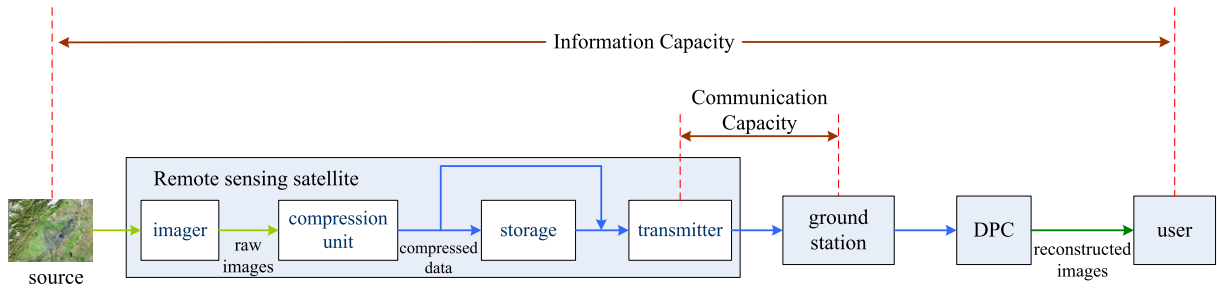 Information Capacity
Communication
Capacity
Remote sensing satellite
imager
compression
unit
storage
transmitter
ground
station
DPC
user
raw
images
compressed
data
reconstructed
images
source